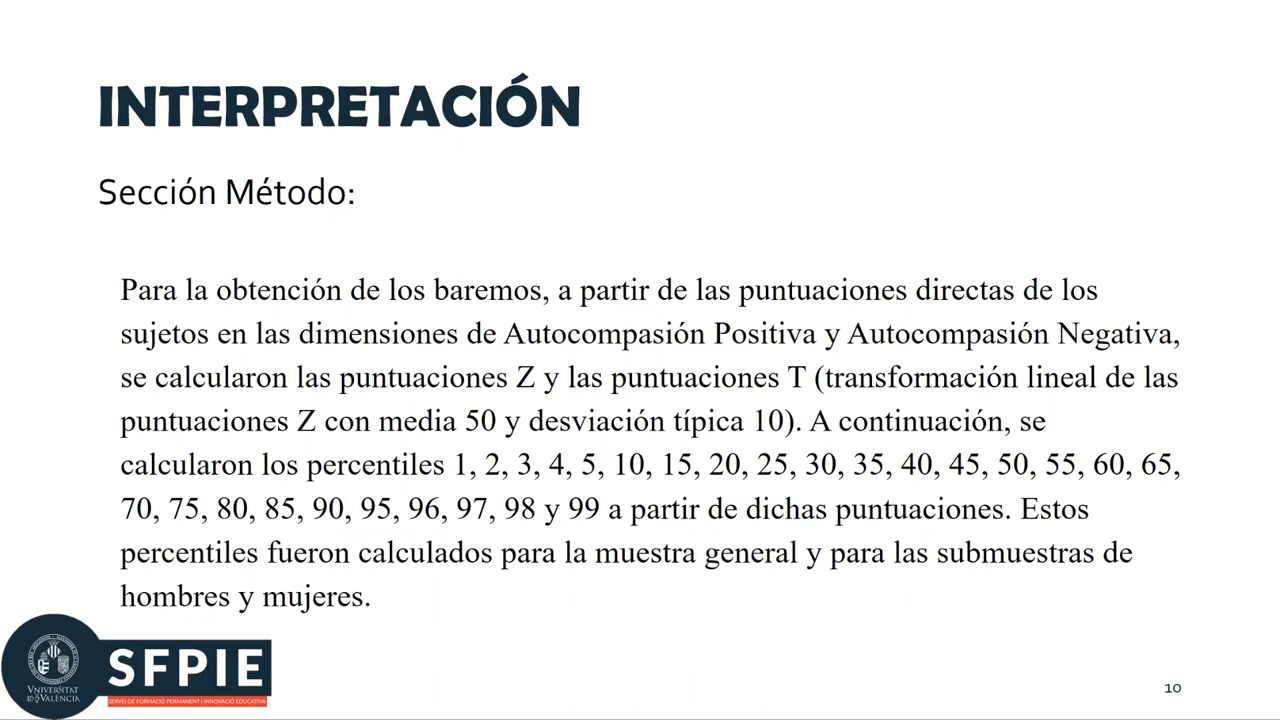 INTERPRETACIÓN
Sección Método:
Para la obtención de los baremos, a partir de las puntuaciones directas de los
sujetos en las dimensiones de Autocompasión Positiva y Autocompasión Negativa,
se calcularon las puntuaciones Z y las puntuaciones T (transformación lineal de las
puntuaciones Z con media 50 y desviación típica 10). A continuación, se
calcularon los percentiles 1, 2, 3, 4, 5, 10, 15, 20, 25, 30, 35, 40, 45, 50, 55, 60, 65,
70, 75, 80, 85, 90, 95, 96, 97, 98 y 99 a partir de dichas puntuaciones. Estos
percentiles fueron calculados para la muestra general y para las submuestras de
hombres y mujeres.
VNIVERSITAT
ID VALÈNCIA
SFPIE
SERVEI DE FORMACIÓ PERMANENT I INNOVACIÓ EDUCATIVA
10